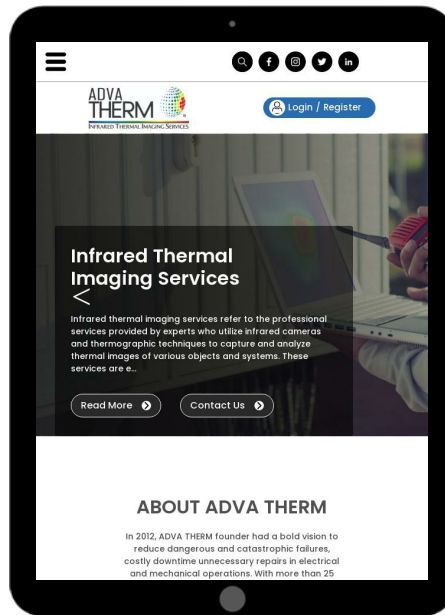 Login / Register
ADVA
THERM
INFRARED THERMAL IMAGING SERVICES
Infrared Thermal
Imaging Services
Infrared thermal imaging services refer to the professional
services provided by experts who utilize infrared cameras
and thermographic techniques to capture and analyze
thermal images of various objects and systems. These
services are e...
Read More
Contact Us
ABOUT ADVA THERM
In 2012, ADVA THERM founder had a bold vision to
reduce dangerous and catastrophic failures,
costly downtime unnecessary repairs in electrical
and mechanical operations. With more than 25